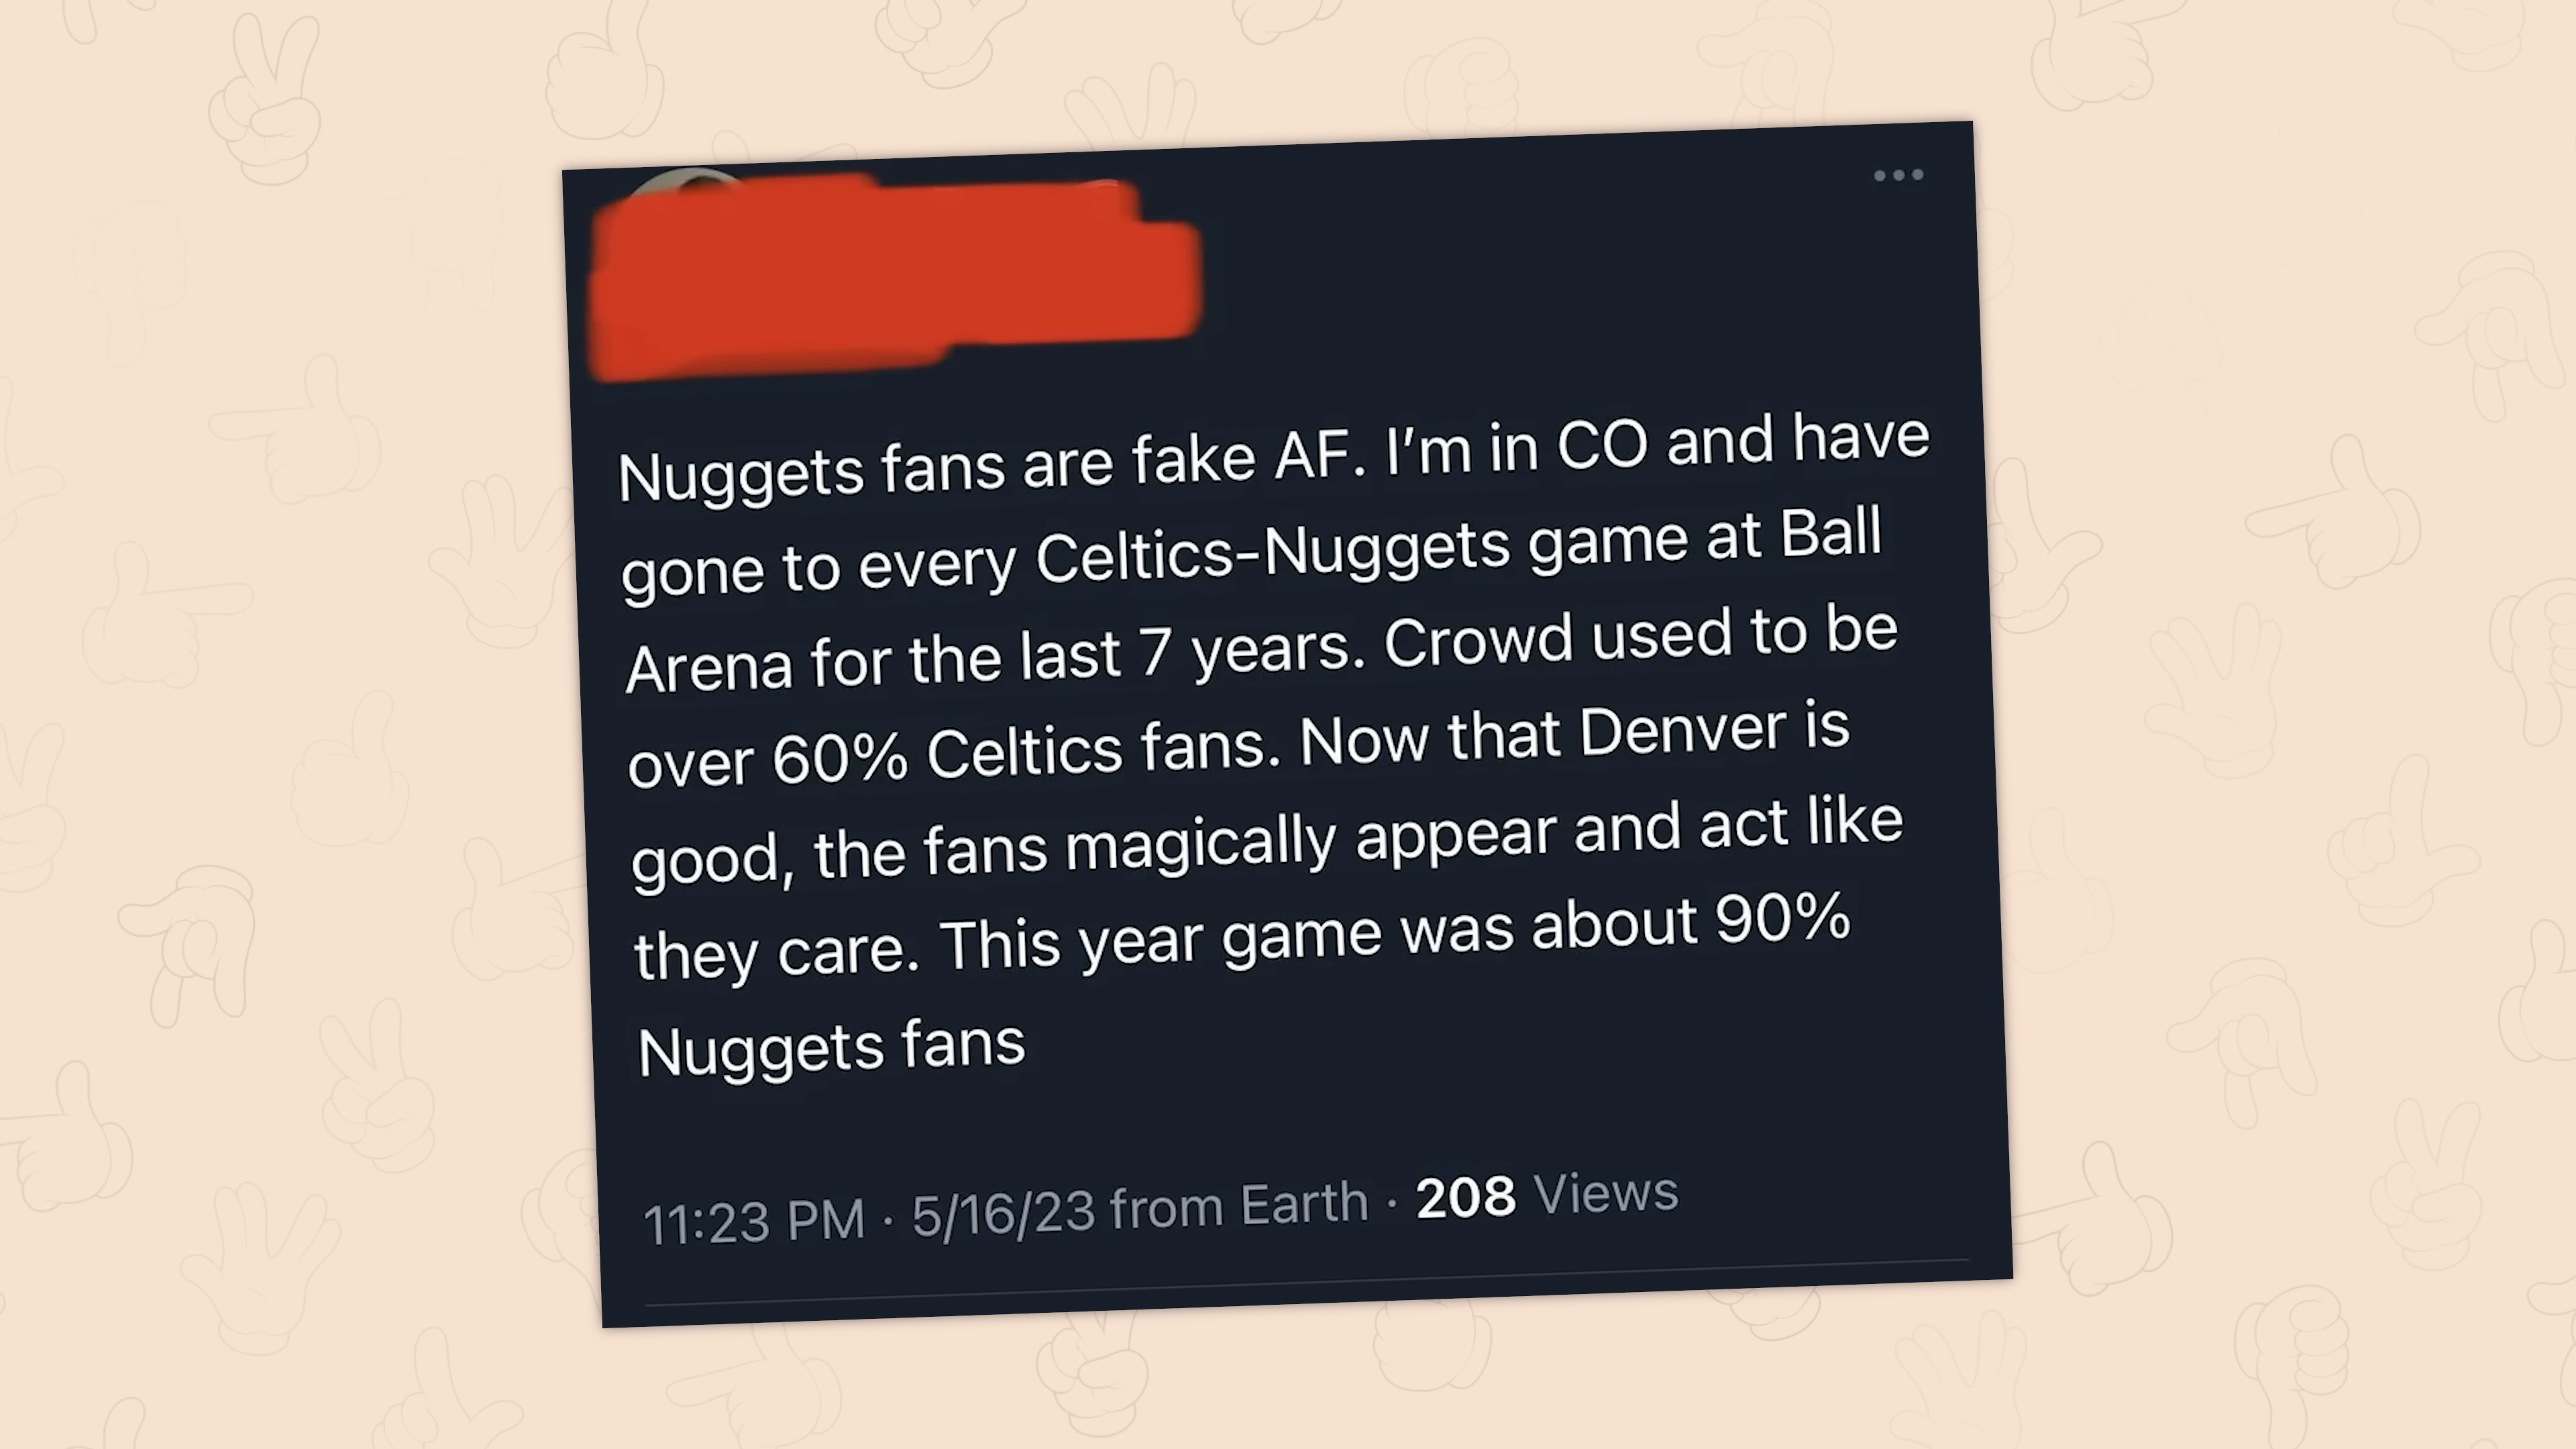 Nuggets fans are fake AF. I’m in CO and have
gone to every Celtics-Nuggets game at Ball
Arena for the last 7 years. Crowd used to be
over 60% Celtics fans. Now that Denver is
good, the fans magically appear and act like
they care. This year game was about 90%
Nuggets fans
11:23 PM · 5/16/23 from Earth · 208 Views